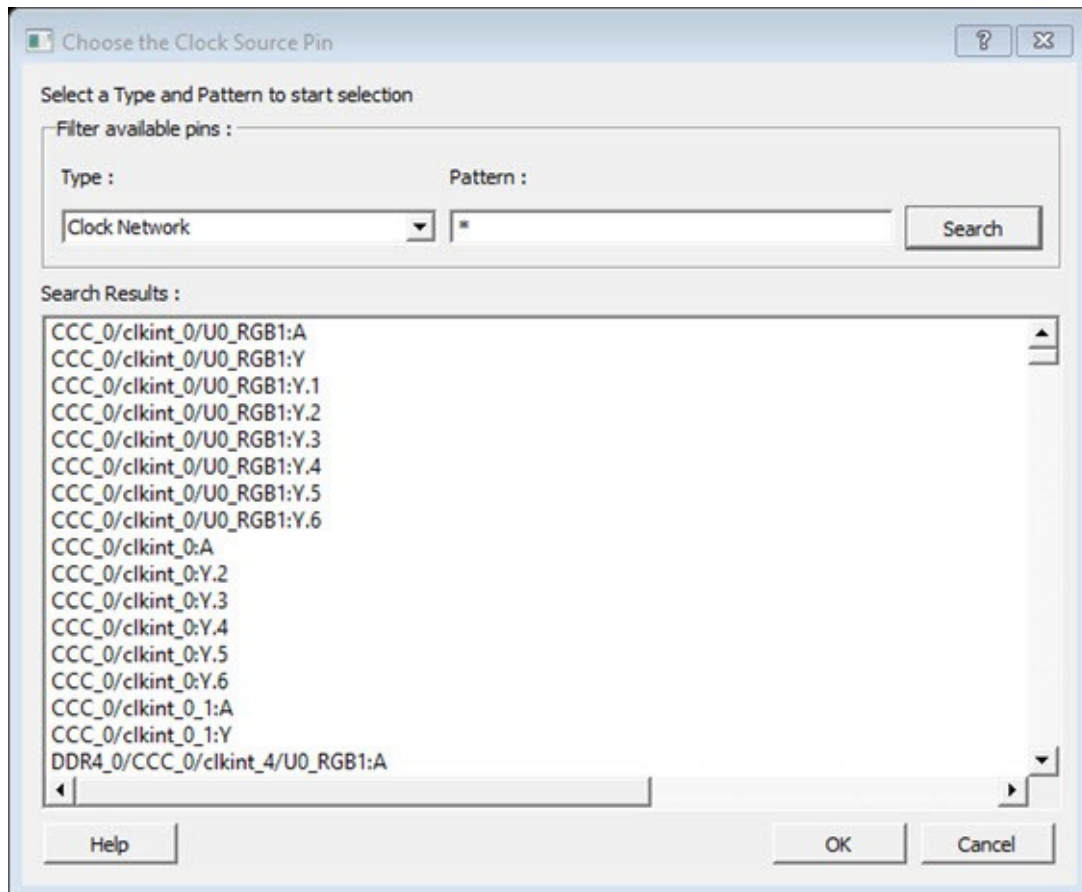 Choose the Clock Source Pin
Select a Type and Pattern to start selection
Filter available pins :
Type : Pattern :
Clock Network * Search
Search Results :
CCC_0/clkint_0/U0_RGB1:A
CCC_0/clkint_0/U0_RGB1:Y
CCC_0/clkint_0/U0_RGB1:Y.1
CCC_0/clkint_0/U0_RGB1:Y.2
CCC_0/clkint_0/U0_RGB1:Y.3
CCC_0/clkint_0/U0_RGB1:Y.4
CCC_0/clkint_0/U0_RGB1:Y.5
CCC_0/clkint_0/U0_RGB1:Y.6
CCC_0/clkint_0:A
CCC_0/clkint_0:Y.2
CCC_0/clkint_0:Y.3
CCC_0/clkint_0:Y.4
CCC_0/clkint_0:Y.5
CCC_0/clkint_0:Y.6
CCC_0/clkint_0_1:A
CCC_0/clkint_0_1:Y
DDR4_0/CCC_0/clkint_4/U0_RGB1:A
Help OK Cancel